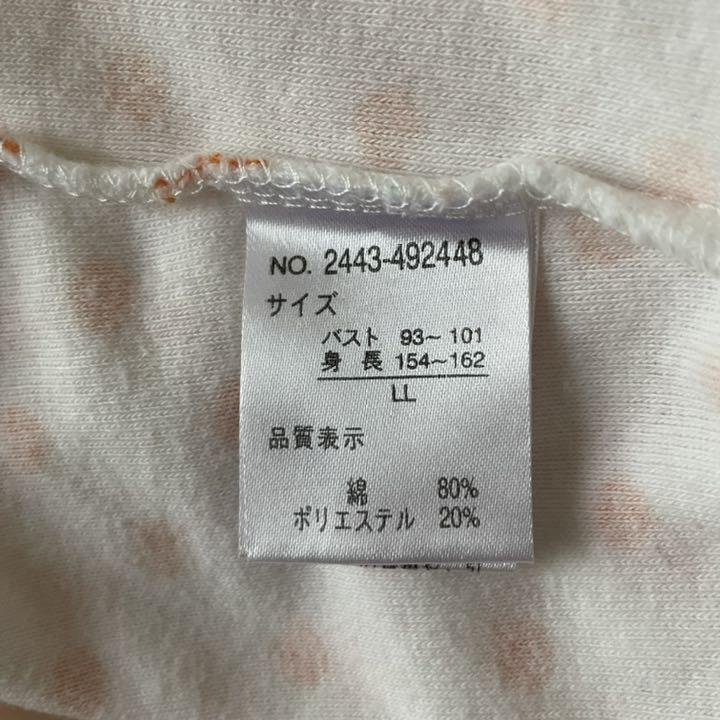 NO. 2443-492448
サイズ
バスト 93～101
身長 154～162
LL
品質表示
綿 80%
ポリエステル 20%